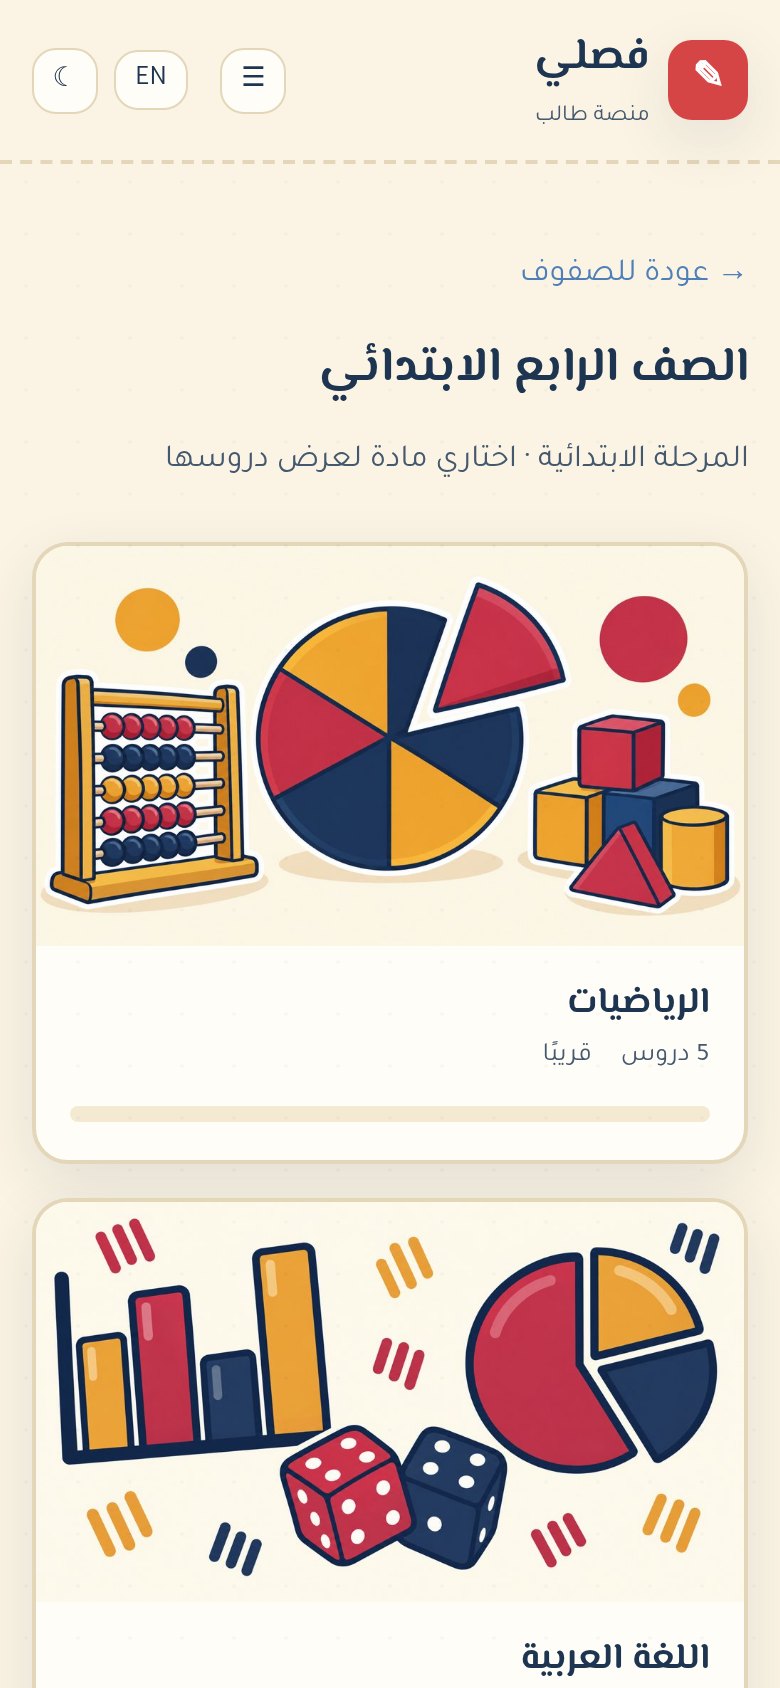 فصلي
منصة طالب
☰
EN
☾
→ عودة للصفوف
الصف الرابع الابتدائي
المرحلة الابتدائية · اختاري مادة لعرض دروسها
الرياضيات
5 دروس قريبًا
اللغة العربية